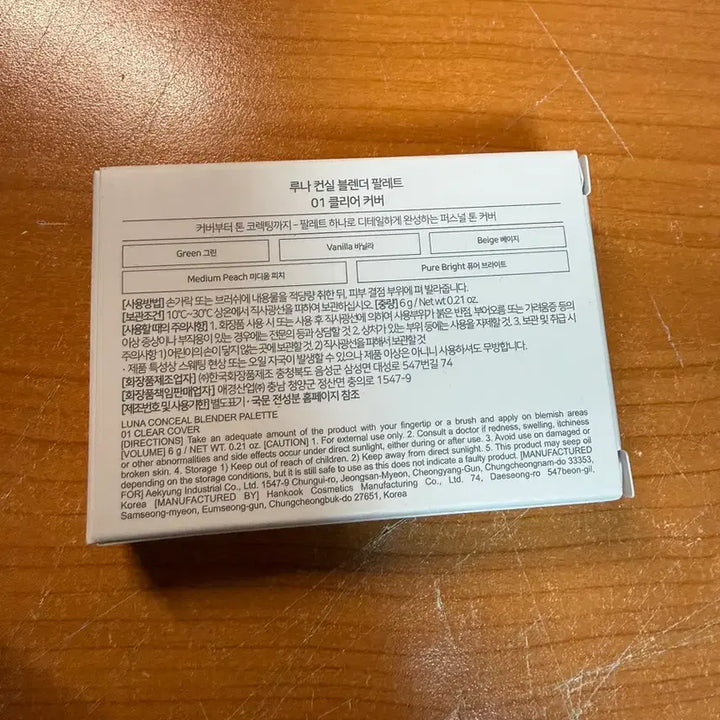 루나 컨실 블렌더 팔레트
01 클리어 커버
커버부터 톤 코렉팅까지 - 팔레트 하나로 디테일하게 완성하는 퍼스널 톤 커버
Green 그린
Vanilla 바닐라
Beige 베이지
Medium Peach 미디움 피치
Pure Bright 퓨어 브라이트
[사용방법] 손가락 또는 브러쉬에 내용물을 적당량 취한 뒤, 피부 결점 부위에 펴 발라줍니다.
[보관조건] 10℃~30℃ 상온에서 직사광선을 피하여 보관하십시오. [중량] 6 g / Net wt 0.21 oz.
[사용할 때의 주의사항] 1. 화장품 사용 시 또는 사용 후 직사광선에 의하여 사용부위가 붉은 반점, 부어오름 또는 가려움증 등의
이상 증상이나 부작용이 있는 경우에는 전문의 등과 상담할 것 2. 상처가 있는 부위 등에는 사용을 자제할 것. 3. 보관 및 취급 시
주의사항 1) 어린이의 손이 닿지 않는 곳에 보관할 것. 2) 직사광선을 피해서 보관할 것
· 제품 특성상 스웨팅 현상 또는 오일 자국이 발생할 수 있으나 제품 이상은 아니니 사용하셔도 무방합니다.
[화장품제조업자] ㈜한국화장품제조 충청북도 음성군 삼성면 대성로 547번길 74
[화장품책임판매업자] 애경산업㈜ 충남 청양군 정산면 충의로 1547-9
[제조번호 및 사용기한] 별도표기 · 국문 전성분 홈페이지 참조
LUNA CONCEAL BLENDER PALETTE
01 CLEAR COVER
[DIRECTIONS] Take an adequate amount of the product with your fingertip or a brush and apply on blemish areas
[VOLUME] 6 g / NET WT. 0.21 oz. [CAUTION] 1. For external use only. 2. Consult a doctor if redness, swelling, itchiness
or other abnormalities and side effects occur under direct sunlight, either during or after use. 3. Avoid use on damaged or
broken skin. 4. Storage 1) Keep out of reach of children. 2) Keep away from direct sunlight. 5. This product may seep oil
depending on the storage conditions, but it is still safe to use as this does not indicate a faulty product. [MANUFACTURED
FOR] Aekyung Industrial Co., Ltd. 1547-9 Chungui-ro, Jeongsan-Myeon, Cheongyang-Gun, Chungcheongnam-do 33353,
Korea [MANUFACTURED BY] Hankook Cosmetics Manufacturing Co., Ltd. 74, Daeseong-ro 547beon-gil,
Samseong-myeon, Eumseong-gun, Chungcheongbuk-do 27651, Korea